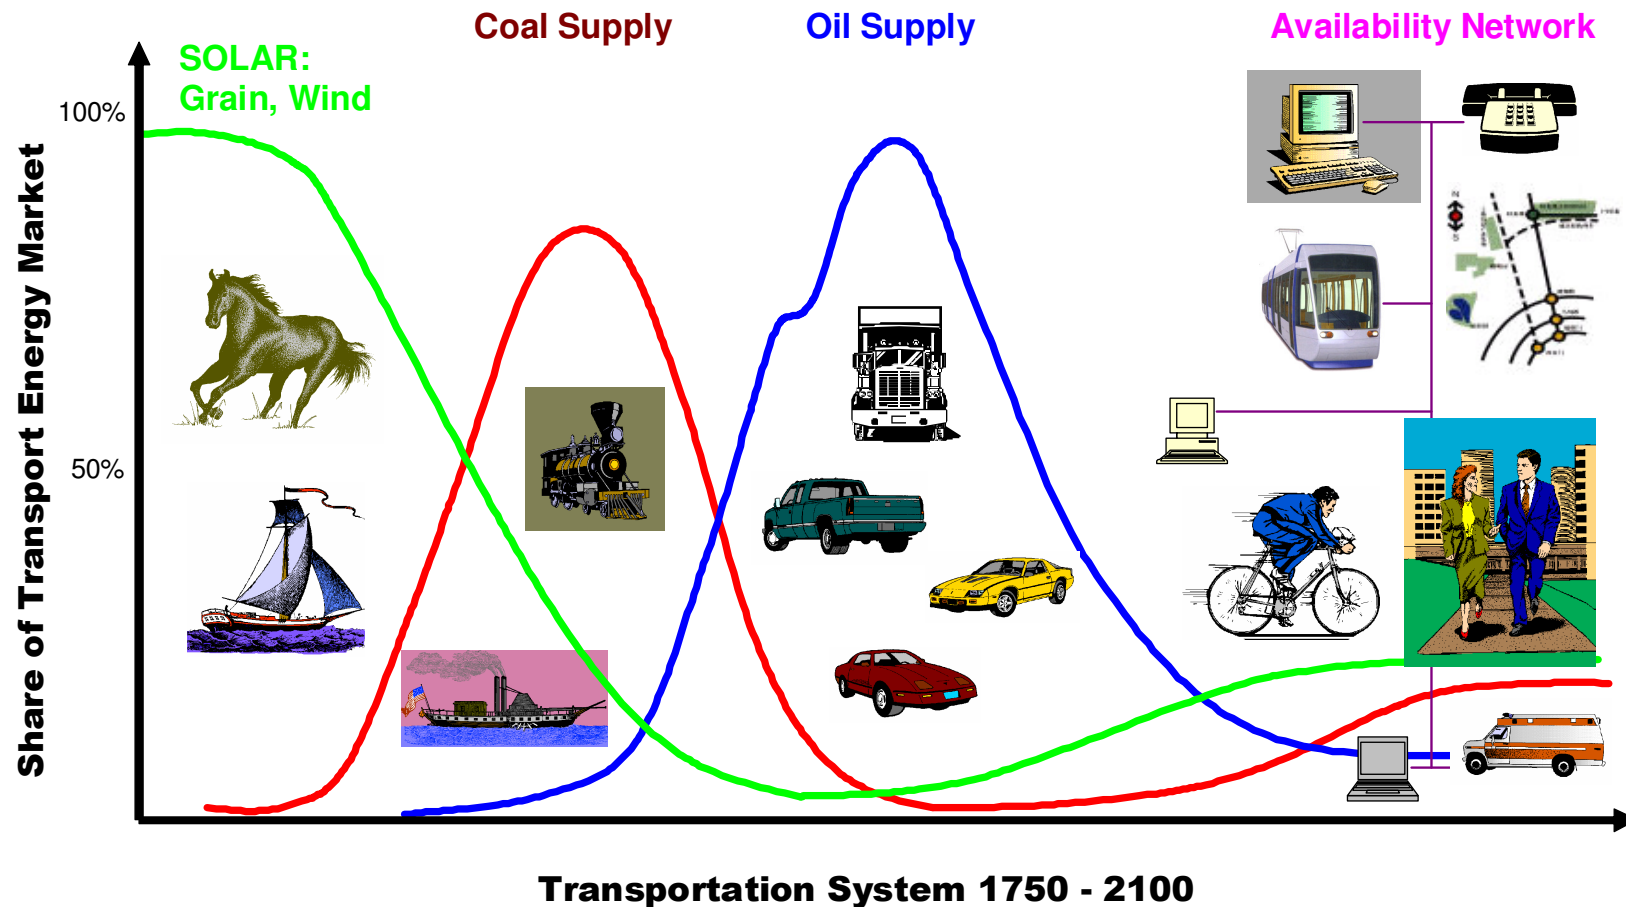 Coal Supply
Oil Supply
Availability Network
SOLAR:
Grain, Wind
100%
50%
Share of Transport Energy Market
N
S
Transportation System 1750 - 2100